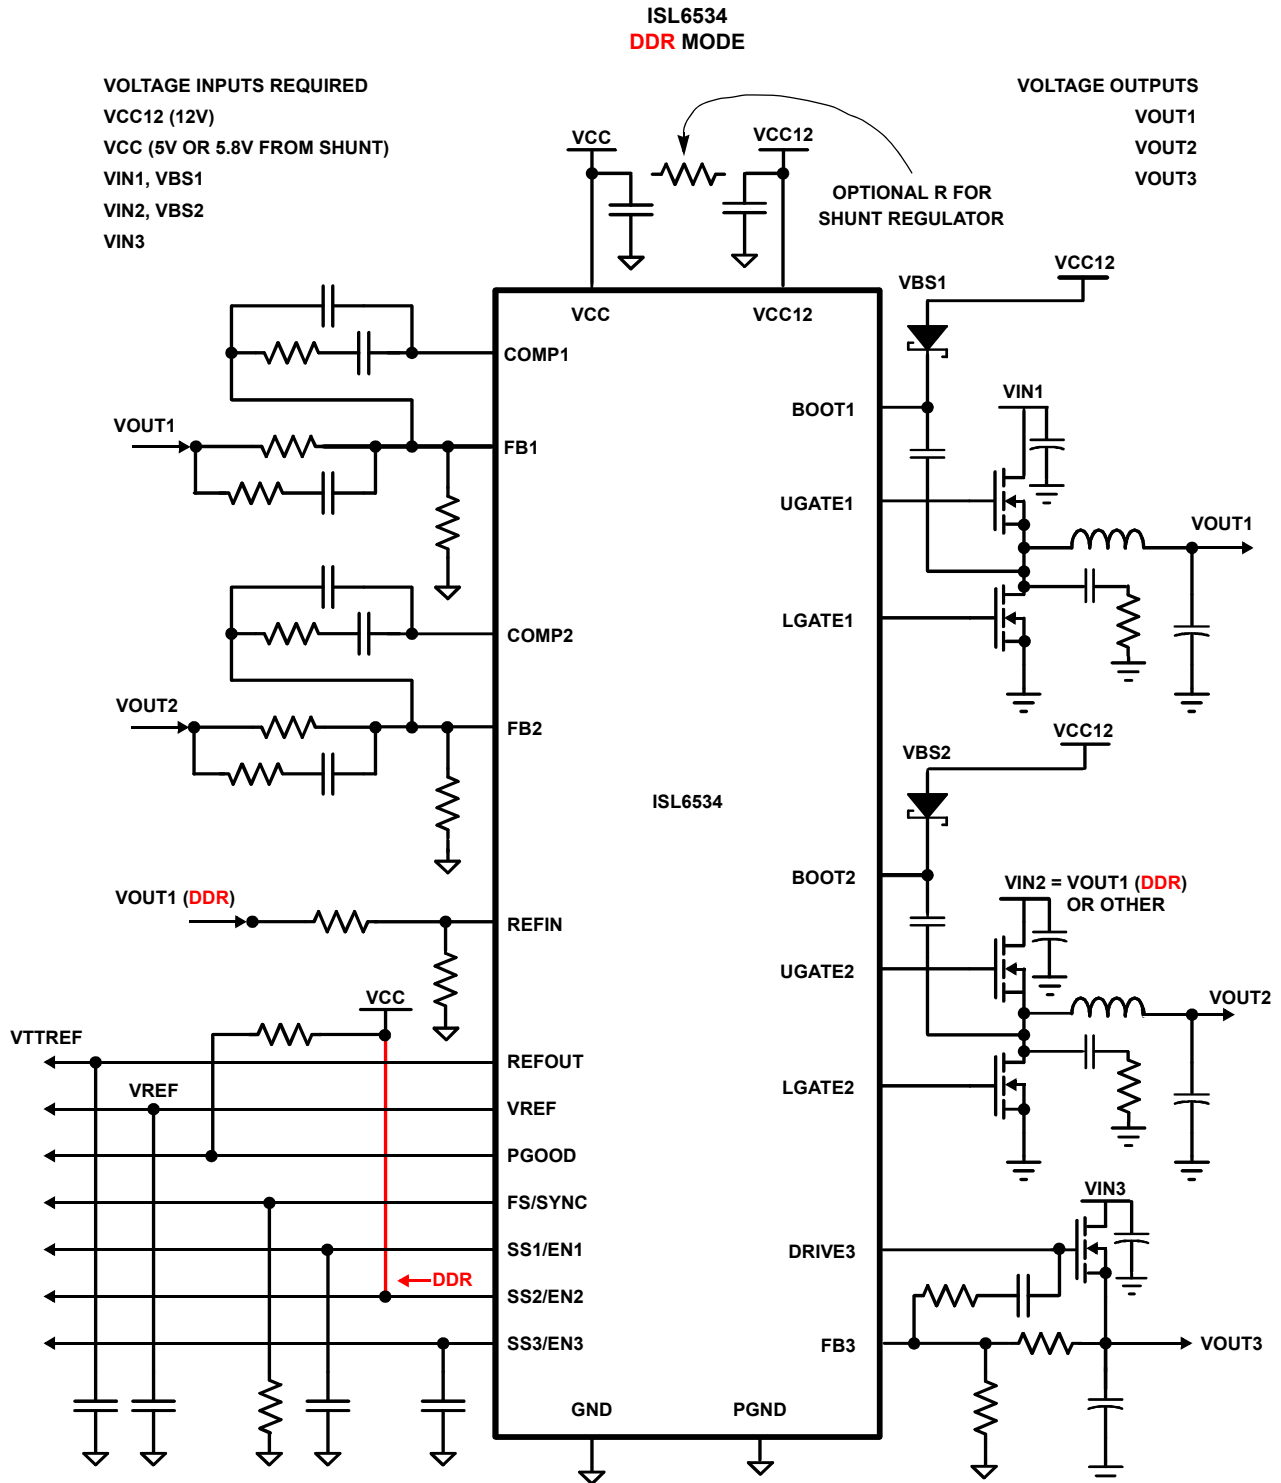 ISL6534
DDR MODE
VOLTAGE INPUTS REQUIRED
VCC12 (12V)
VCC (5V OR 5.8V FROM SHUNT)
VIN1, VBS1
VIN2, VBS2
VIN3
VOLTAGE OUTPUTS
VOUT1
VOUT2
VOUT3
VCC
VCC12
OPTIONAL R FOR
SHUNT REGULATOR
VCC
VCC12
COMP1
VOUT1
FB1
COMP2
VOUT2
FB2
VOUT1 (DDR)
REFIN
VCC
VTTREF
REFOUT
VREF
VREF
PGOOD
FS/SYNC
SS1/EN1
DDR
SS2/EN2
SS3/EN3
GND
PGND
ISL6534
VBS1
VCC12
BOOT1
VIN1
UGATE1
VOUT1
LGATE1
VBS2
VCC12
BOOT2
VIN2 = VOUT1 (DDR)
OR OTHER
UGATE2
VOUT2
LGATE2
VIN3
DRIVE3
FB3
VOUT3